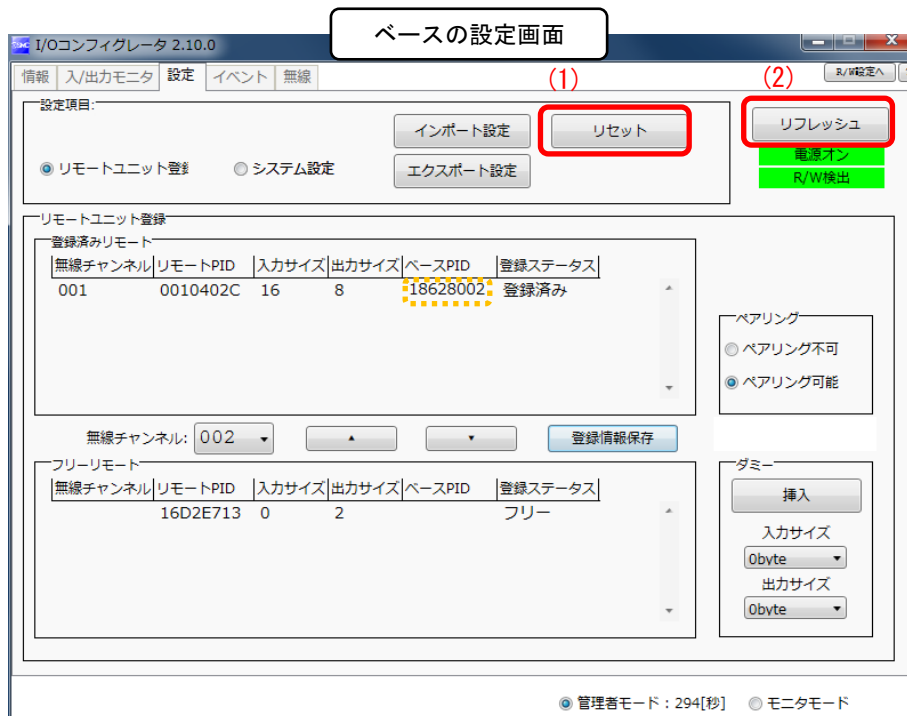 ベースの設定画面
I/Oコンフィグレータ 2.10.0
情報 入/出力モニタ 設定 イベント 無線
(1) (2) R/W設定へ
設定項目:
インポート設定 リセット リフレッシュ
リモートユニット登録 システム設定 エクスポート設定
電源オン
R/W検出
リモートユニット登録
登録済みリモート
無線チャンネル リモートPID 入力サイズ 出力サイズ ベースPID 登録ステータス
001 0010402C 16 8 18628002 登録済み
ペアリング
ペアリング不可
ペアリング可能
無線チャンネル: 002 ▲ ▼ 登録情報保存
フリーリモート
無線チャンネル リモートPID 入力サイズ 出力サイズ ベースPID 登録ステータス
16D2E713 0 2 フリー
ダミー
挿入
入力サイズ
0byte
出力サイズ
0byte
管理者モード：294[秒] モニタモード